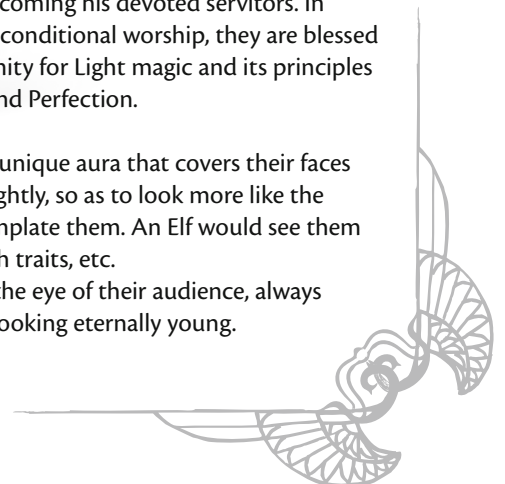 coming his devoted servitors. In
conditional worship, they are blessed
nity for Light magic and its principles
nd Perfection.
unique aura that covers their faces
ghtly, so as to look more like the
mplate them. An Elf would see them
h traits, etc.
the eye of their audience, always
ooking eternally young.